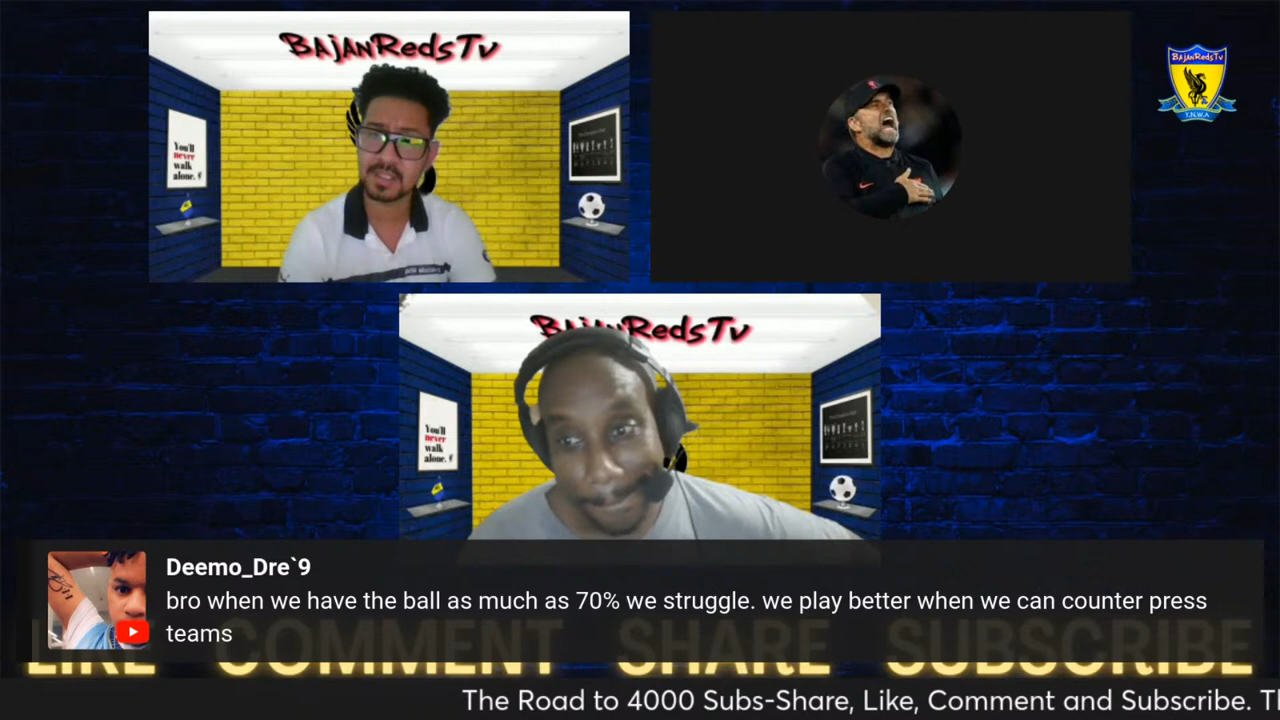 BAJANREDSTV
BAJANREDSTV
Y.N.W.A
You'll
never
walk
alone.
BAJANREDSTV
You'll
never
walk
alone.
Deemo_Dre`9
bro when we have the ball as much as 70% we struggle. we play better when we can counter press
teams
LIKE COMMENT SHARE SUBSCRIBE
The Road to 4000 Subs-Share, Like, Comment and Subscribe. T